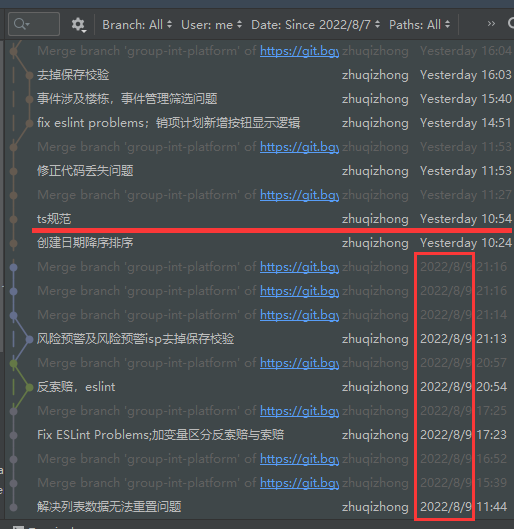 Branch: All User: me Date: Since 2022/8/7 Paths: All »
Merge branch 'group-int-platform' of https://git.bgy Yesterday 16:04
去掉保存校验 zhuqizhong Yesterday 16:03
事件涉及楼栋，事件管理筛选问题 zhuqizhong Yesterday 15:40
fix eslint problems；销项计划新增按钮显示逻辑 zhuqizhong Yesterday 14:51
Merge branch 'group-int-platform' of https://git.bgy Yesterday 11:53
修正代码丢失问题 zhuqizhong Yesterday 11:53
Merge branch 'group-int-platform' of https://git.bgy Yesterday 11:27
ts规范 zhuqizhong Yesterday 10:54
创建日期降序排序 zhuqizhong Yesterday 10:24
Merge branch 'group-int-platform' of https://git.bgy 2022/8/9 21:16
Merge branch 'group-int-platform' of https://git.bgy 2022/8/9 21:16
Merge branch 'group-int-platform' of https://git.bgy 2022/8/9 21:14
风险预警及风险预警isp去掉保存校验 zhuqizhong 2022/8/9 21:13
Merge branch 'group-int-platform' of https://git.bgy 2022/8/9 20:57
反索赔，eslint zhuqizhong 2022/8/9 20:54
Merge branch 'group-int-platform' of https://git.bgy 2022/8/9 17:25
Fix ESLint Problems;加变量区分反索赔与索赔 zhuqizhong 2022/8/9 17:23
Merge branch 'group-int-platform' of https://git.bgy 2022/8/9 16:52
Merge branch 'group-int-platform' of https://git.bgy 2022/8/9 15:39
解决列表数据无法重置问题 zhuqizhong 2022/8/9 11:44